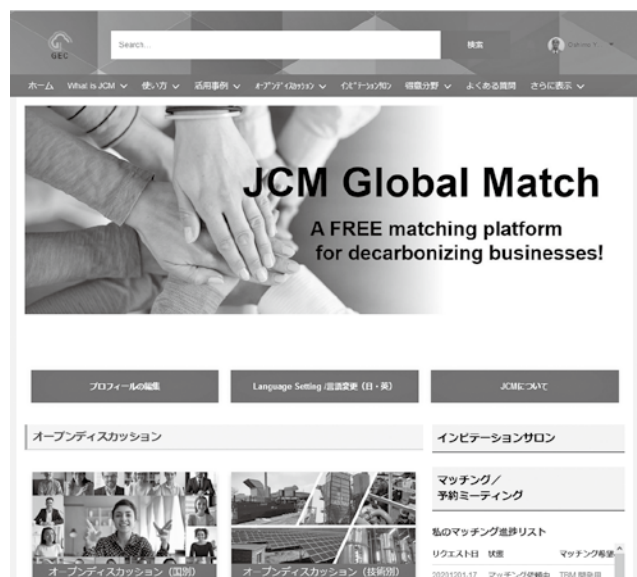 GEC
Search...
検索
ホーム What is JCM 使い方 活用事例 オープンディスカッション インビテーションサロン 得意分野 よくある質問 さらに表示
JCM Global Match
A FREE matching platform
for decarbonizing businesses!
プロフィールの編集
Language Setting /言語変更（日・英）
JCMについて
オープンディスカッション
インビテーションサロン
マッチング／
予約ミーティング
私のマッチング進捗リスト
リクエスト日 状態 マッチング希望
オープンディスカッション（国別）
オープンディスカッション（技術別）
マッチング依頼中